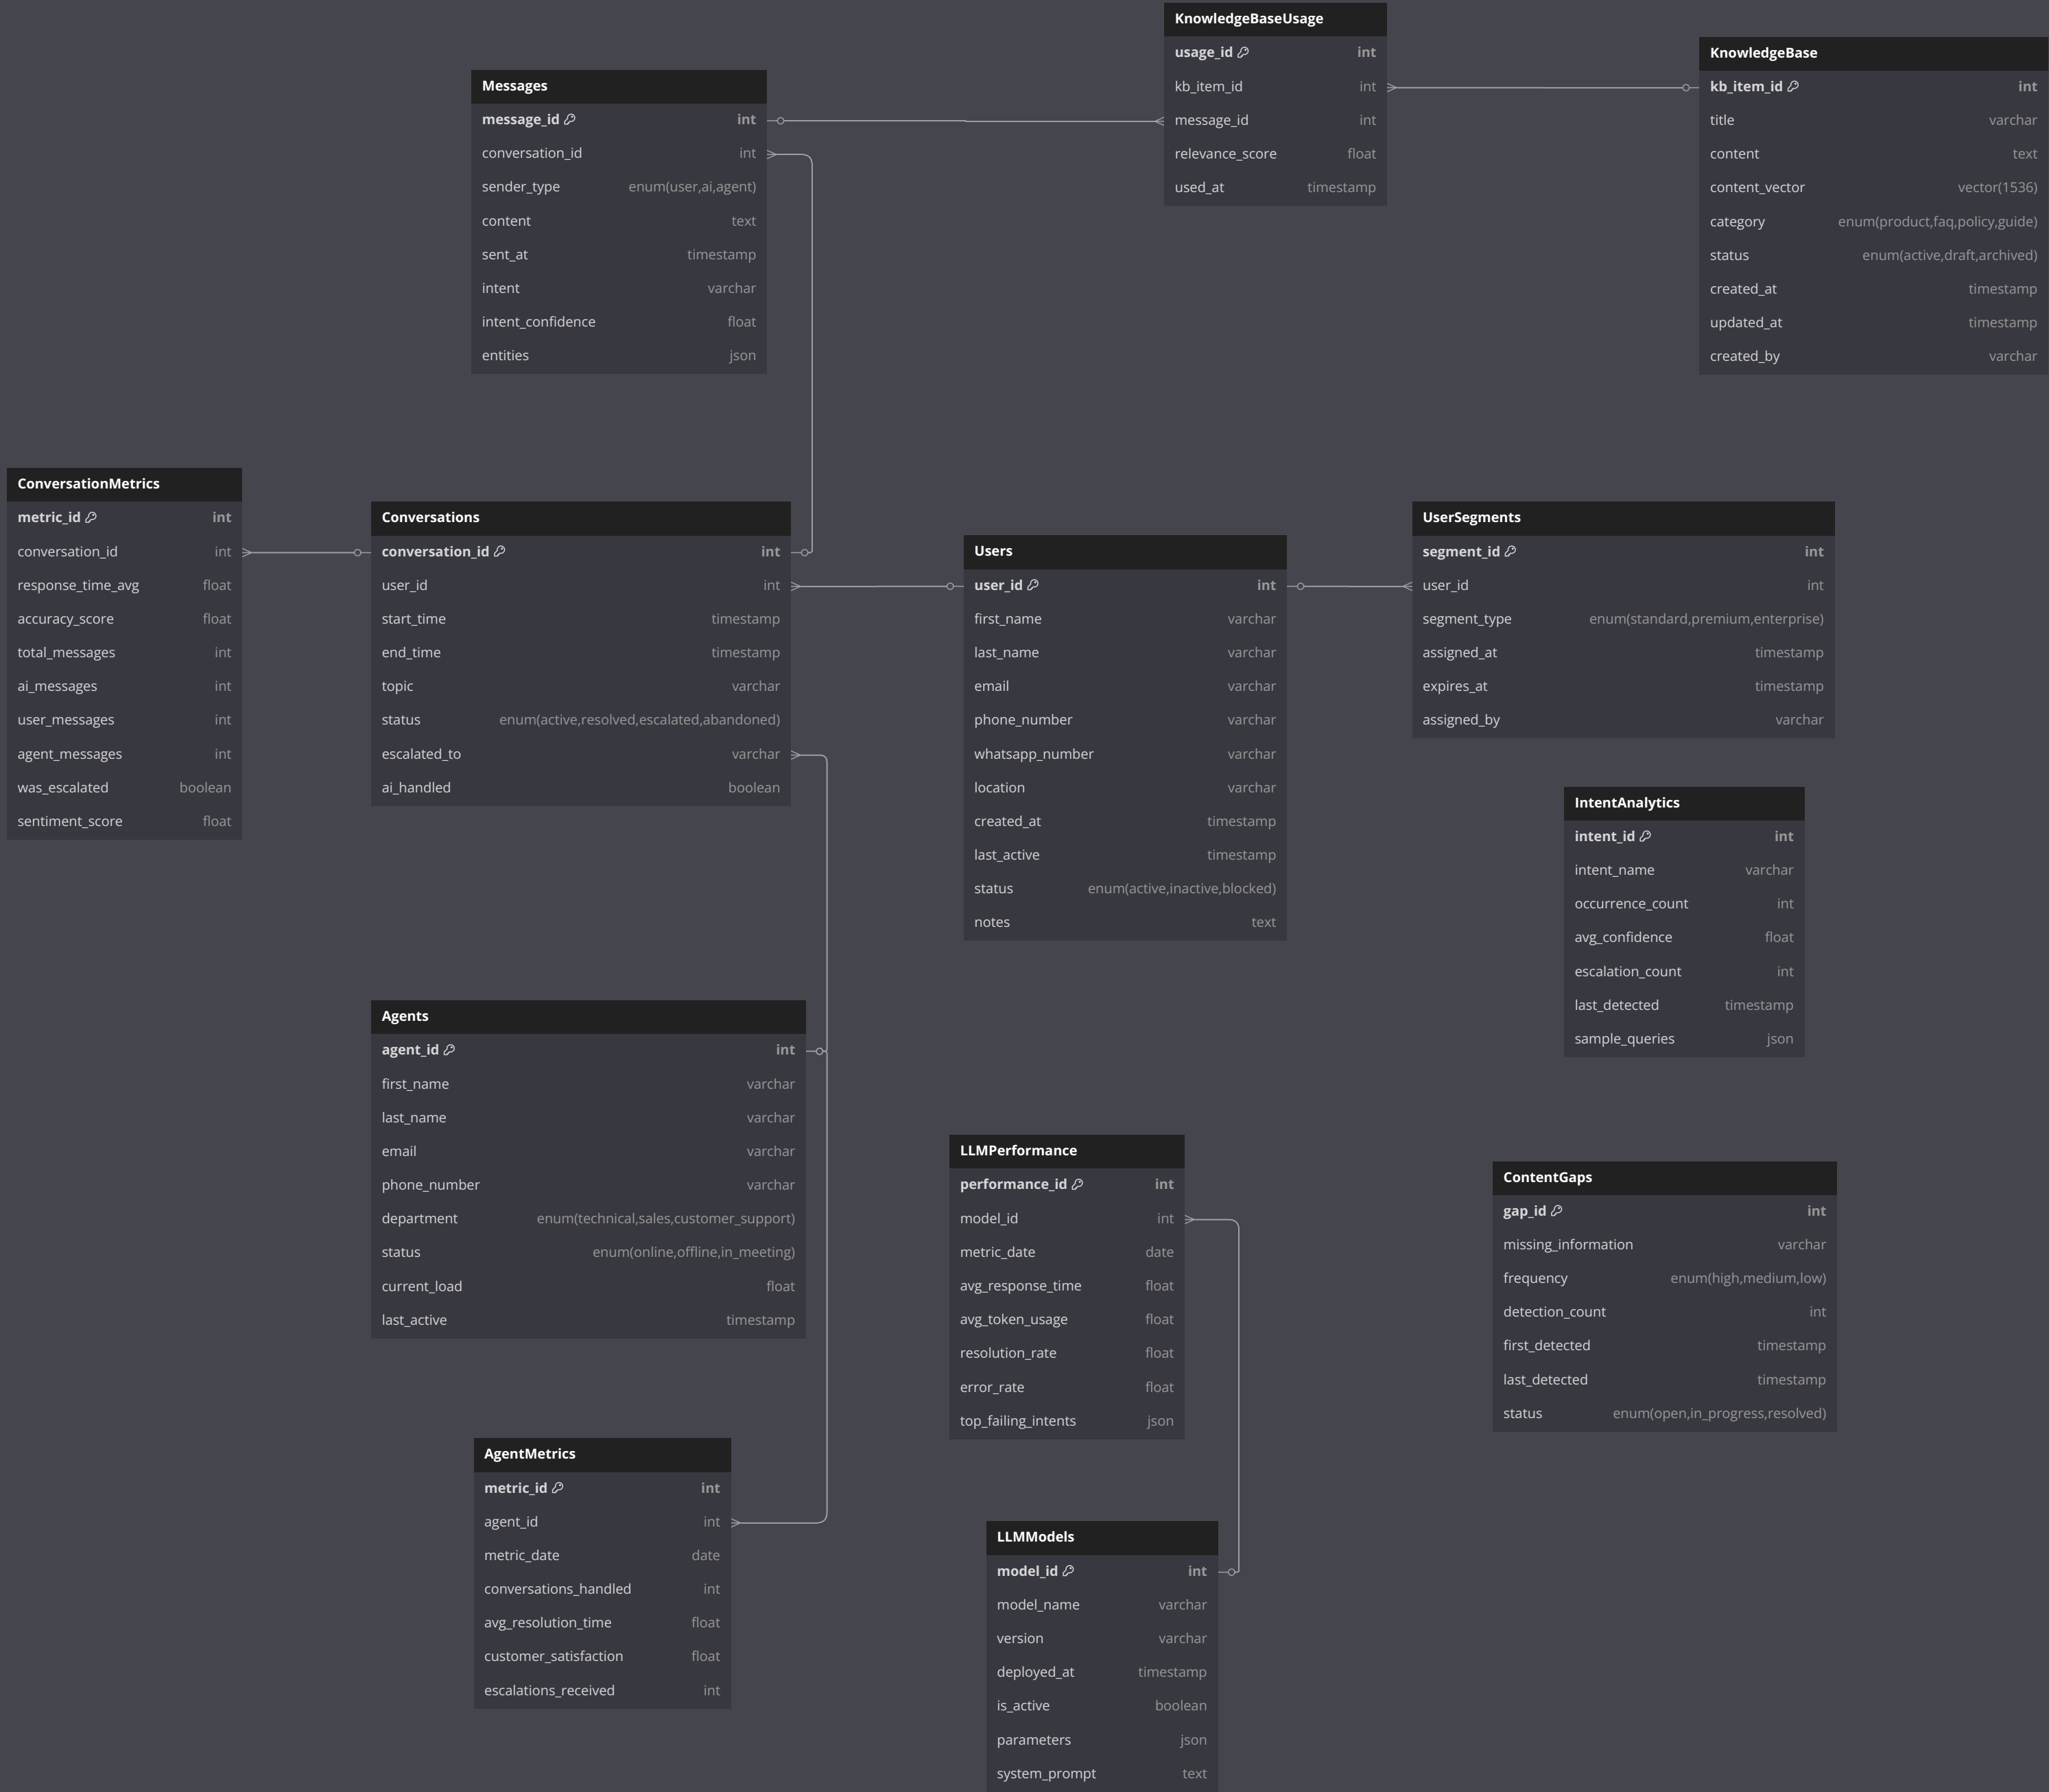 KnowledgeBaseUsage
usage_id int
kb_item_id int
message_id int
relevance_score float
used_at timestamp
KnowledgeBase
kb_item_id int
title varchar
content text
content_vector vector(1536)
category enum(product,faq,policy,guide)
status enum(active,draft,archived)
created_at timestamp
updated_at timestamp
created_by varchar
Messages
message_id int
conversation_id int
sender_type enum(user,ai,agent)
content text
sent_at timestamp
intent varchar
intent_confidence float
entities json
ConversationMetrics
metric_id int
conversation_id int
response_time_avg float
accuracy_score float
total_messages int
ai_messages int
user_messages int
agent_messages int
was_escalated boolean
sentiment_score float
Conversations
conversation_id int
user_id int
start_time timestamp
end_time timestamp
topic varchar
status enum(active,resolved,escalated,abandoned)
escalated_to varchar
ai_handled boolean
Users
user_id int
first_name varchar
last_name varchar
email varchar
phone_number varchar
whatsapp_number varchar
location varchar
created_at timestamp
last_active timestamp
status enum(active,inactive,blocked)
notes text
UserSegments
segment_id int
user_id int
segment_type enum(standard,premium,enterprise)
assigned_at timestamp
expires_at timestamp
assigned_by varchar
IntentAnalytics
intent_id int
intent_name varchar
occurrence_count int
avg_confidence float
escalation_count int
last_detected timestamp
sample_queries json
Agents
agent_id int
first_name varchar
last_name varchar
email varchar
phone_number varchar
department enum(technical,sales,customer_support)
status enum(online,offline,in_meeting)
current_load float
last_active timestamp
LLMPerformance
performance_id int
model_id int
metric_date date
avg_response_time float
avg_token_usage float
resolution_rate float
error_rate float
top_failing_intents json
ContentGaps
gap_id int
missing_information varchar
frequency enum(high,medium,low)
detection_count int
first_detected timestamp
last_detected timestamp
status enum(open,in_progress,resolved)
AgentMetrics
metric_id int
agent_id int
metric_date date
conversations_handled int
avg_resolution_time float
customer_satisfaction float
escalations_received int
LLMModels
model_id int
model_name varchar
version varchar
deployed_at timestamp
is_active boolean
parameters json
system_prompt text